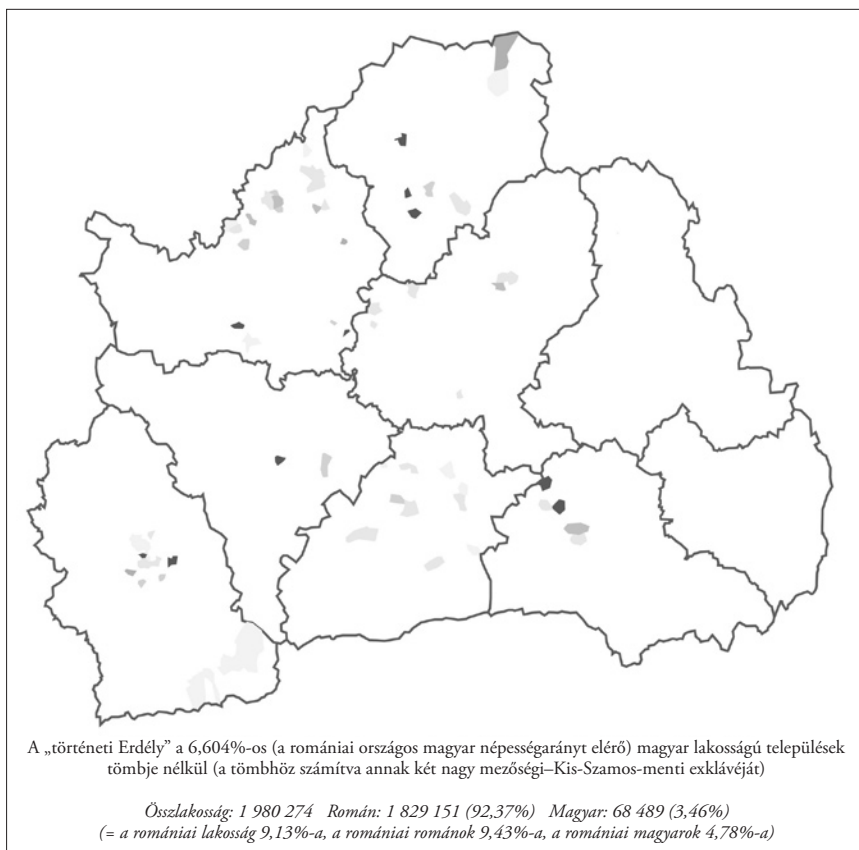 A „történeti Erdély” a 6,604%-os (a romániai országos magyar népességarányt elérő) magyar lakosságú települések
tömbje nélkül (a tömbhöz számítva annak két nagy mezőségi–Kis-Szamos-menti exklávéját)
Összlakosság: 1 980 274 Román: 1 829 151 (92,37%) Magyar: 68 489 (3,46%)
(= a romániai lakosság 9,13%-a, a romániai románok 9,43%-a, a romániai magyarok 4,78%-a)